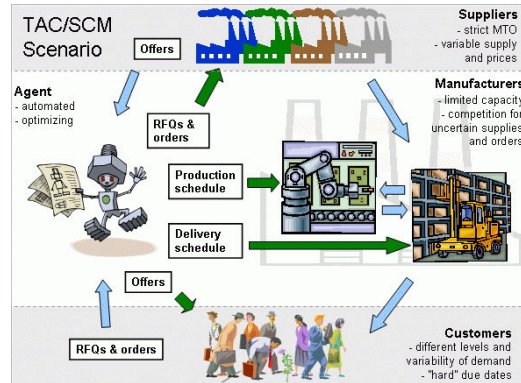 TAC/SCM
Scenario
Offers
Suppliers
- strict MTO
- variable supply
and prices
Agent
- automated
- optimizing
RFQs &
orders
Manufacturers
- limited capacity
- competition for
uncertain supplies
and orders
Production
schedule
Delivery
schedule
Offers
RFQs & orders
Customers
- different levels and
variability of demand
- "hard" due dates